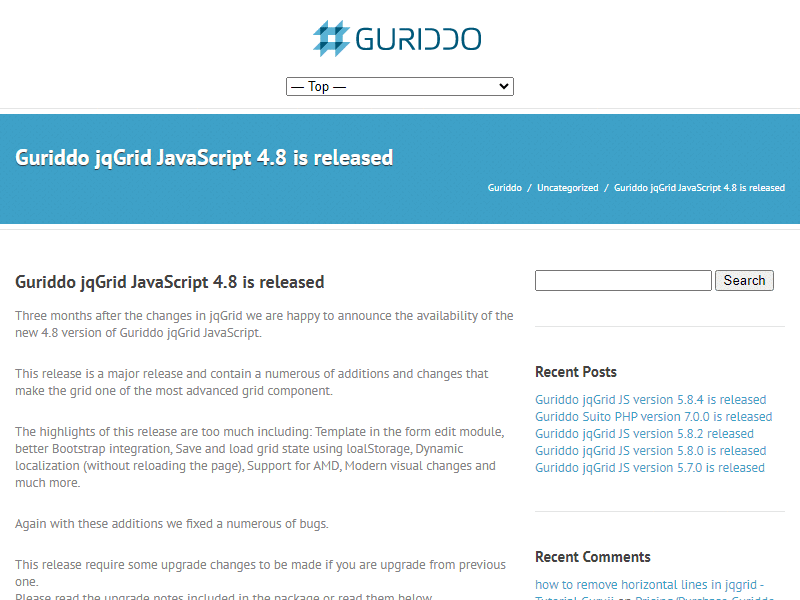 GURIDDO
— Top —
Guriddo jqGrid JavaScript 4.8 is released
Guriddo / Uncategorized / Guriddo jqGrid JavaScript 4.8 is released
Guriddo jqGrid JavaScript 4.8 is released
Three months after the changes in jqGrid we are happy to announce the availability of the
new 4.8 version of Guriddo jqGrid JavaScript.
This release is a major release and contain a numerous of additions and changes that
make the grid one of the most advanced grid component.
The highlights of this release are too much including: Template in the form edit module,
better Bootstrap integration, Save and load grid state using loalStorage, Dynamic
localization (without reloading the page), Support for AMD, Modern visual changes and
much more.
Again with these additions we fixed a numerous of bugs.
This release require some upgrade changes to be made if you are upgrade from previous
one.
Please read the upgrade notes included in the package or read them below
Search
Recent Posts
Guriddo jqGrid JS version 5.8.4 is released
Guriddo Suito PHP version 7.0.0 is released
Guriddo jqGrid JS version 5.8.2 released
Guriddo jqGrid JS version 5.8.0 is released
Guriddo jqGrid JS version 5.7.0 is released
Recent Comments
how to remove horizontal lines in jqgrid -
Tutorial Guruji on Pricing/Purchase Guriddo